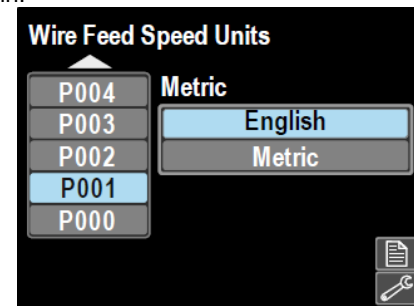 Wire Feed Speed Units
P004
P003
P002
P001
P000
Metric
English
Metric